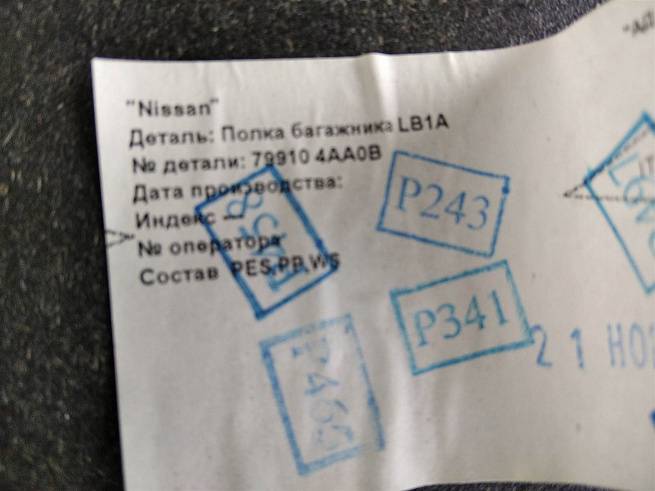 "Nissan"
Деталь: Полка багажника LB1A
№ детали: 79910 4AA0B
Дата производства:
Индекс —
№ оператора
Состав PES,PP,WS
P243
P341
P466
21 НО